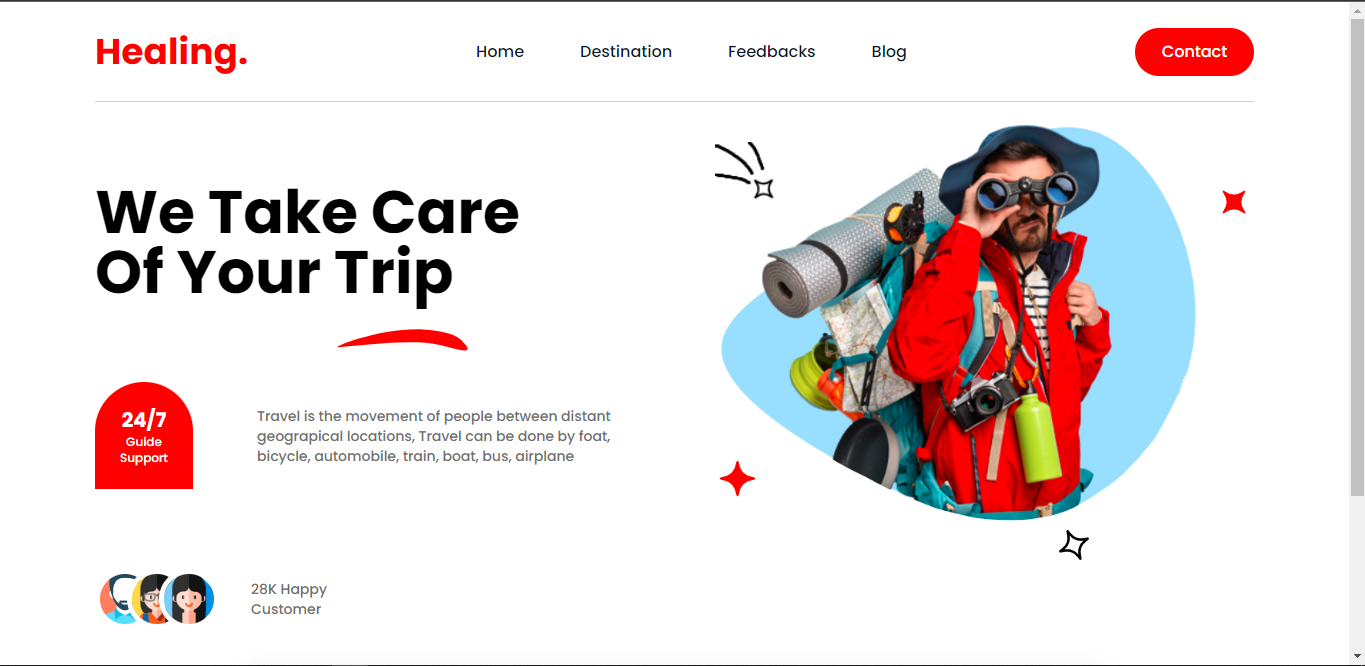 Healing.
Home
Destination
Feedbacks
Blog
Contact
We Take Care
Of Your Trip
24/7
Guide
Support
Travel is the movement of people between distant
geograpical locations, Travel can be done by foat,
bicycle, automobile, train, boat, bus, airplane
28K Happy
Customer